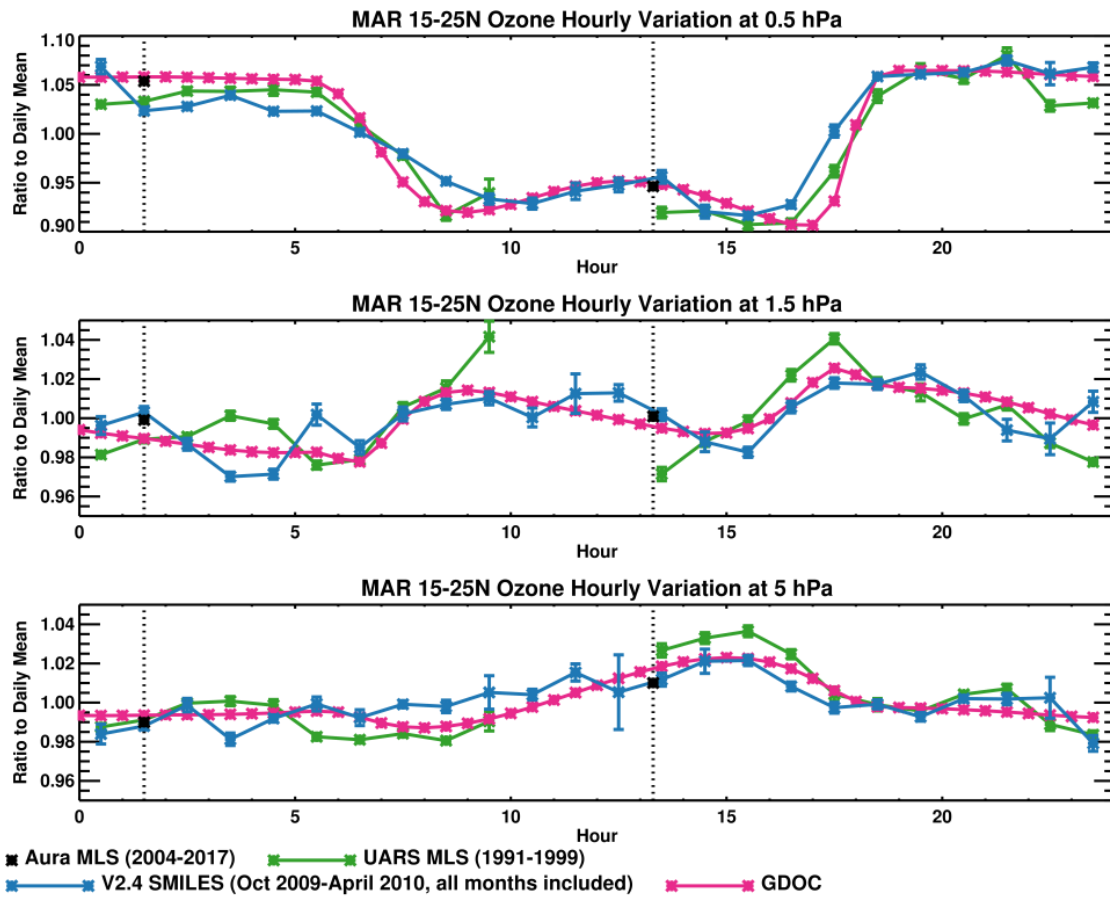 MAR 15-25N Ozone Hourly Variation at 0.5 hPa
Ratio to Daily Mean
1.10
1.05
1.00
0.95
0.90
0 5 10 15 20
Hour
MAR 15-25N Ozone Hourly Variation at 1.5 hPa
Ratio to Daily Mean
1.04
1.02
1.00
0.98
0.96
0 5 10 15 20
Hour
MAR 15-25N Ozone Hourly Variation at 5 hPa
Ratio to Daily Mean
1.04
1.02
1.00
0.98
0.96
0 5 10 15 20
Hour
Aura MLS (2004-2017) UARS MLS (1991-1999)
V2.4 SMILES (Oct 2009-April 2010, all months included) GDOC